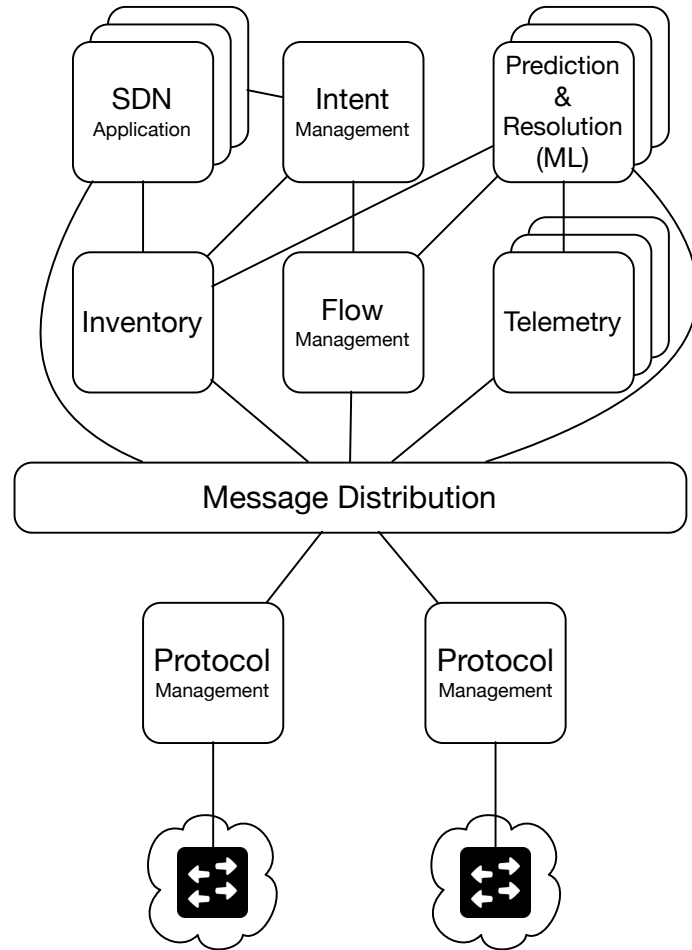 SDN
Application
Intent
Management
Prediction
&
Resolution
(ML)
Inventory
Flow
Management
Telemetry
Message Distribution
Protocol
Management
Protocol
Management